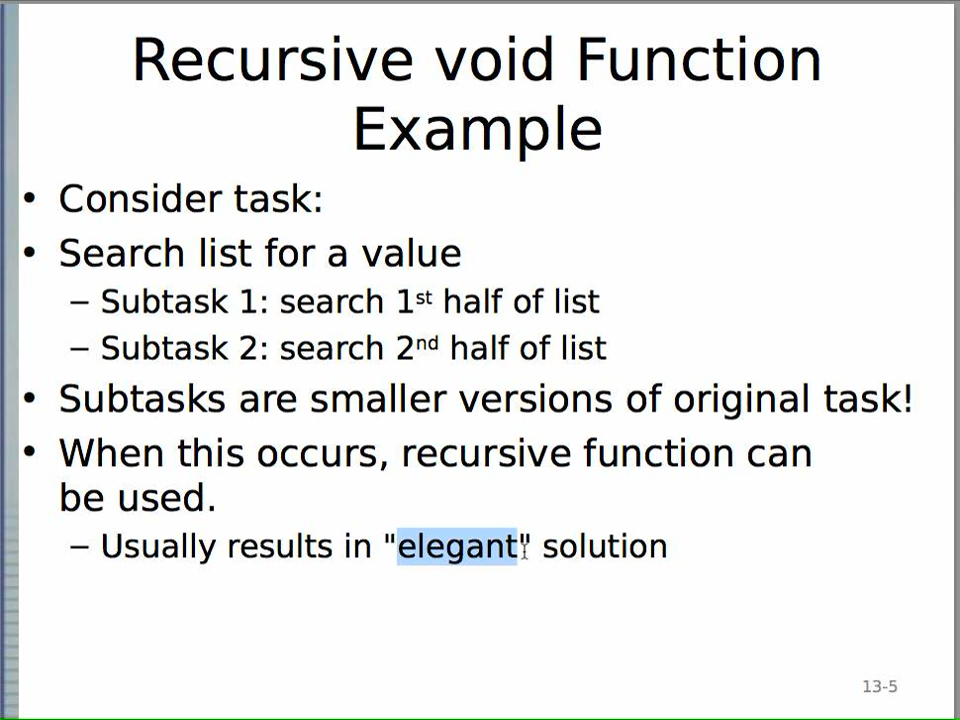 Recursive void Function
Example
• Consider task:
• Search list for a value
– Subtask 1: search 1st half of list
– Subtask 2: search 2nd half of list
• Subtasks are smaller versions of original task!
• When this occurs, recursive function can
be used.
– Usually results in "elegant" solution
13-5